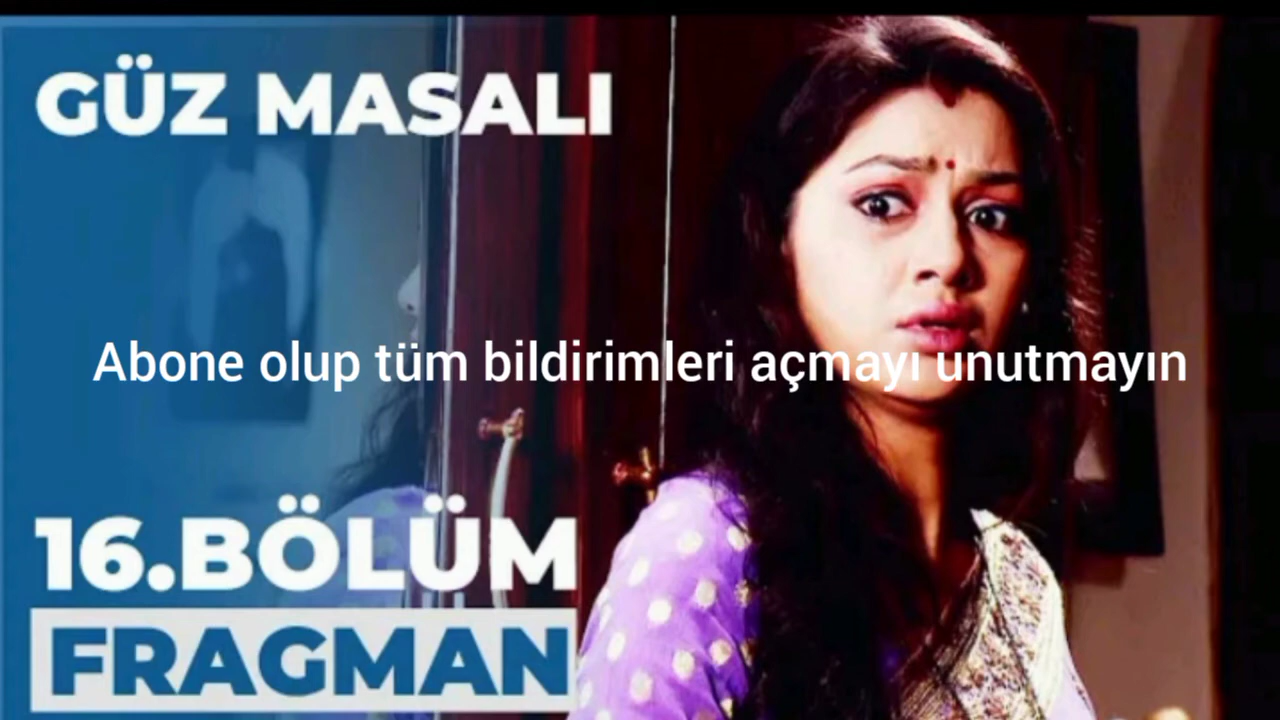 GÜZ MASALI
Abone olup tüm bildirimleri açmayı unutmayın
16.BÖLÜM
FRAGMAN